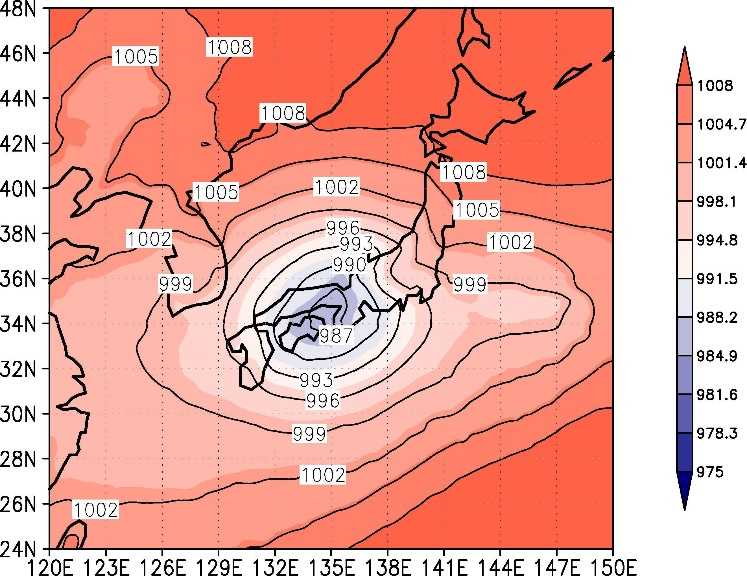 48N
46N
44N
42N
40N
38N
36N
34N
32N
30N
28N
26N
24N
120E 123E 126E 129E 132E 135E 138E 141E 144E 147E 150E
1005
1008
1008
1005
1002
1008
1005
1002
1002
999
996
993
990
999
987
993
996
999
1002
1002
1008
1004.7
1001.4
998.1
994.8
991.5
988.2
984.9
981.6
978.3
975